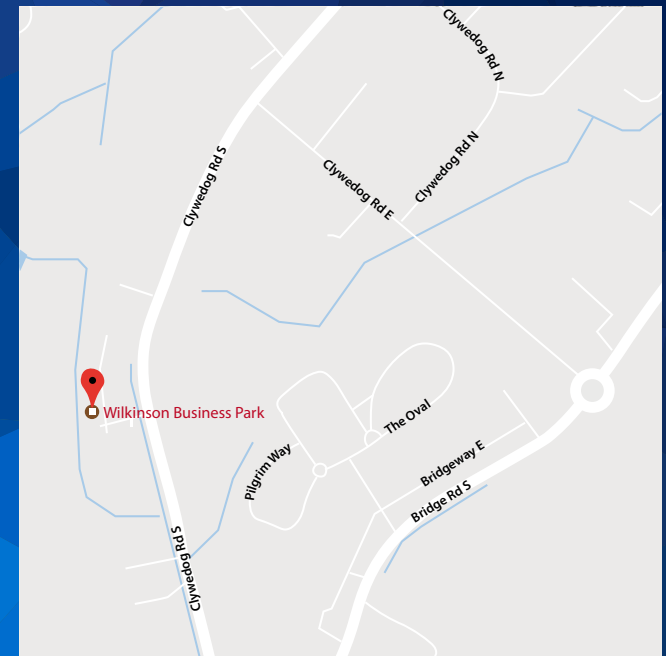 Clywedog Rd N
Clywedog Rd N
Clywedog Rd S
Clywedog Rd E
Wilkinson Business Park
The Oval
Pilgrim Way
Bridgeway E
Bridge Rd S
Clywedog Rd S